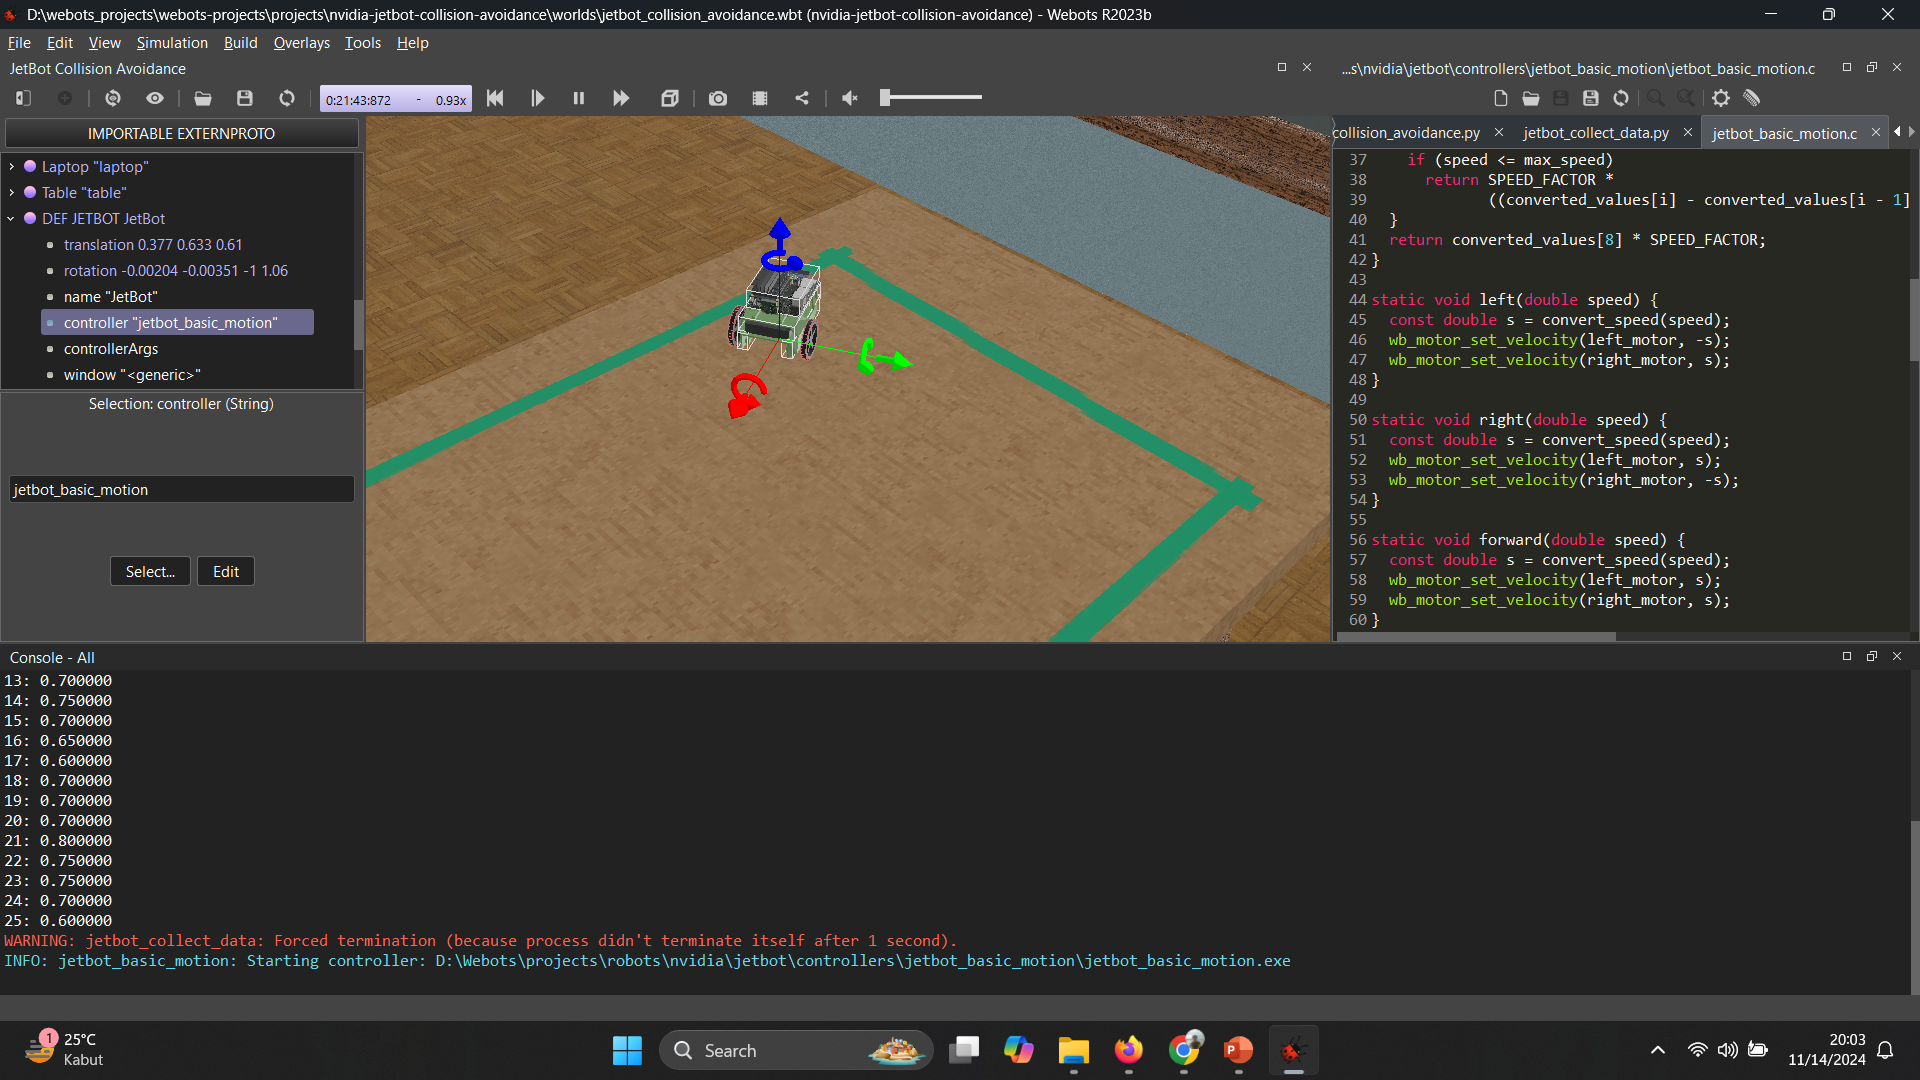 D:\webots_projects\webots-projects\projects\nvidia-jetbot-collision-avoidance\worlds\jetbot_collision_avoidance.wbt (nvidia-jetbot-collision-avoidance) - Webots R2023b
File Edit View Simulation Build Overlays Tools Help
JetBot Collision Avoidance
0:21:43:872 - 0.93x
IMPORTABLE EXTERNPROTO
Laptop "laptop"
Table "table"
DEF JETBOT JetBot
translation 0.377 0.633 0.61
rotation -0.00204 -0.00351 -1 1.06
name "JetBot"
controller "jetbot_basic_motion"
controllerArgs
window "<generic>"
Selection: controller (String)
jetbot_basic_motion
Select... Edit
...s\nvidia\jetbot\controllers\jetbot_basic_motion\jetbot_basic_motion.c
collision_avoidance.py jetbot_collect_data.py jetbot_basic_motion.c
37 if (speed <= max_speed)
38 return SPEED_FACTOR *
39 ((converted_values[i] - converted_values[i - 1]
40 }
41 return converted_values[8] * SPEED_FACTOR;
42 }
43
44 static void left(double speed) {
45 const double s = convert_speed(speed);
46 wb_motor_set_velocity(left_motor, -s);
47 wb_motor_set_velocity(right_motor, s);
48 }
49
50 static void right(double speed) {
51 const double s = convert_speed(speed);
52 wb_motor_set_velocity(left_motor, s);
53 wb_motor_set_velocity(right_motor, -s);
54 }
55
56 static void forward(double speed) {
57 const double s = convert_speed(speed);
58 wb_motor_set_velocity(left_motor, s);
59 wb_motor_set_velocity(right_motor, s);
60 }
Console - All
13: 0.700000
14: 0.750000
15: 0.700000
16: 0.650000
17: 0.600000
18: 0.700000
19: 0.700000
20: 0.700000
21: 0.800000
22: 0.750000
23: 0.750000
24: 0.700000
25: 0.600000
WARNING: jetbot_collect_data: Forced termination (because process didn't terminate itself after 1 second).
INFO: jetbot_basic_motion: Starting controller: D:\Webots\projects\robots\nvidia\jetbot\controllers\jetbot_basic_motion\jetbot_basic_motion.exe
1
25°C
Kabut
Search
P
20:03
11/14/2024